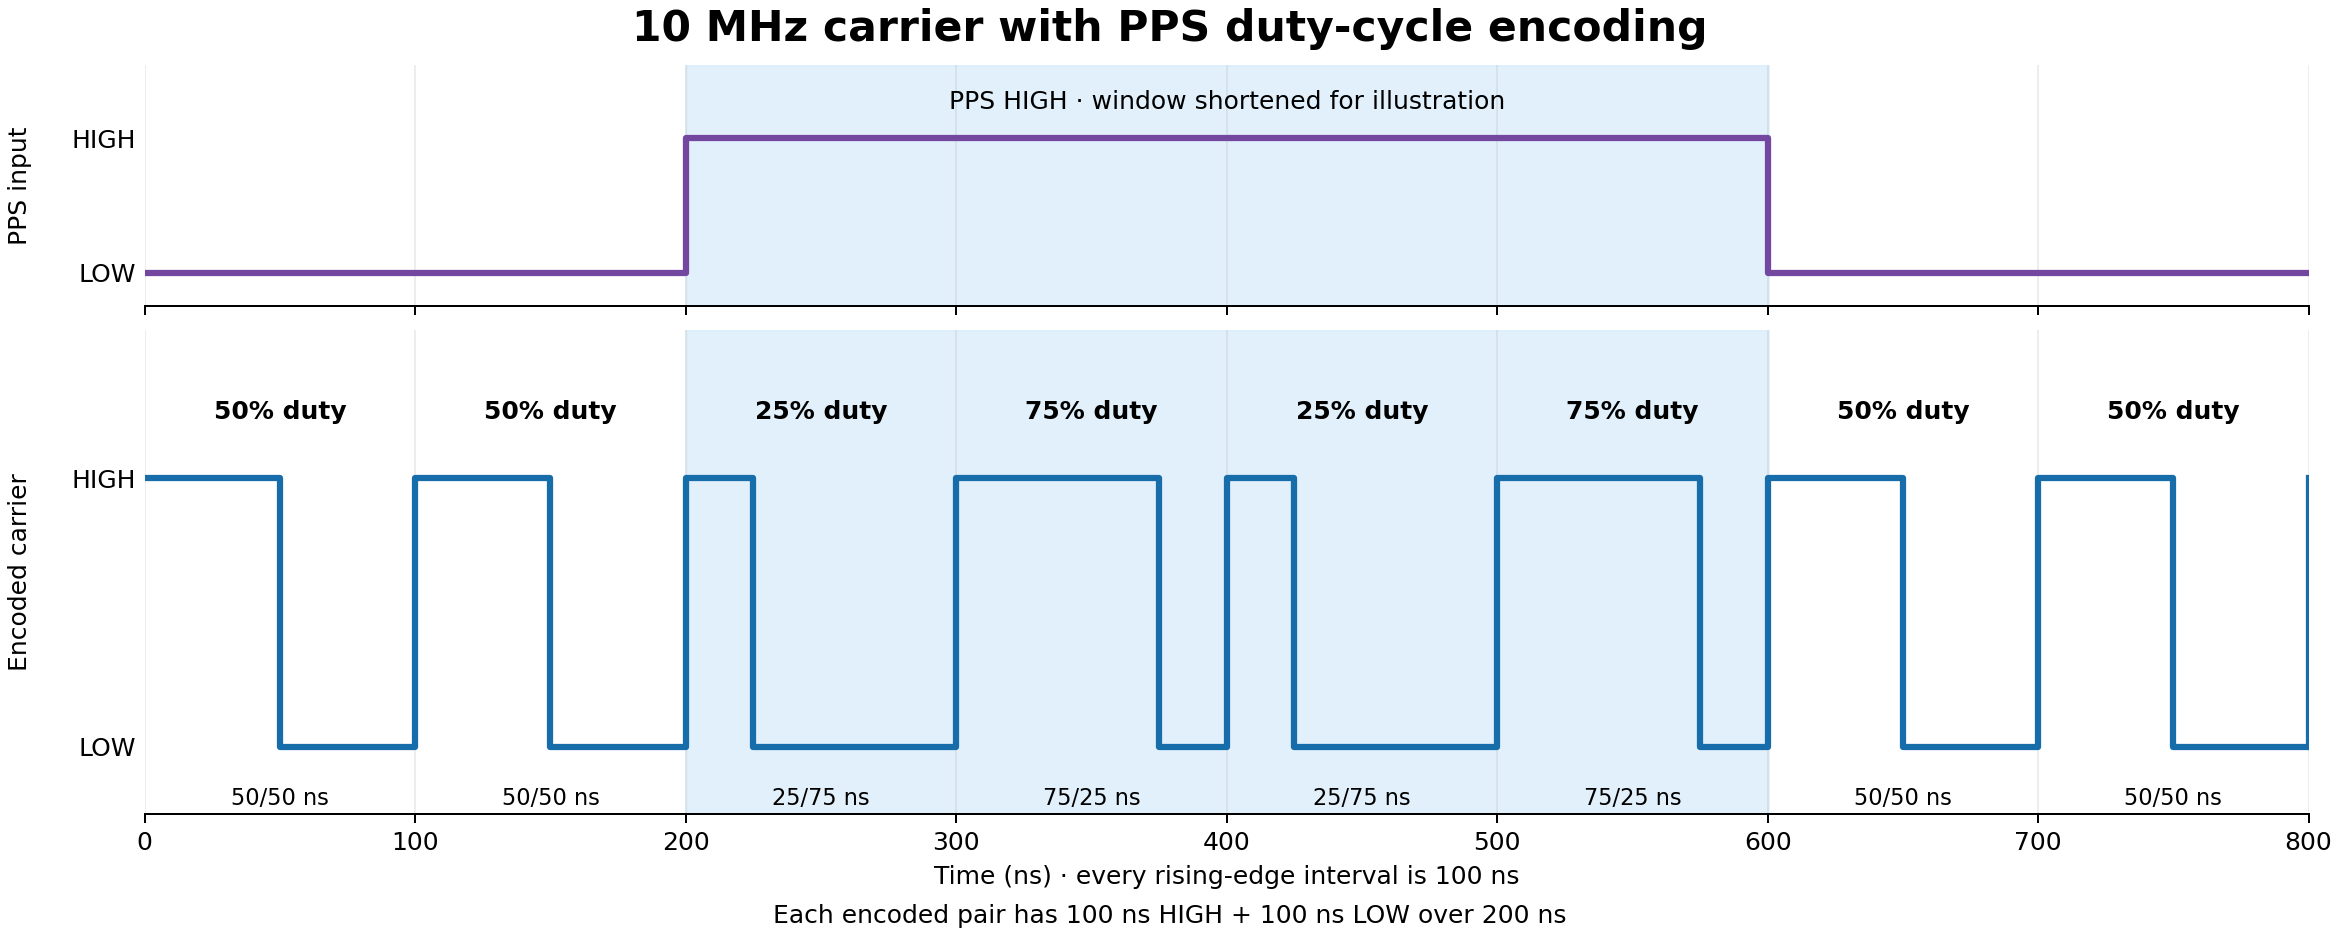 10 MHz carrier with PPS duty-cycle encoding
PPS input
HIGH
LOW
PPS HIGH · window shortened for illustration
Encoded carrier
HIGH
LOW
50% duty 50% duty 25% duty 75% duty 25% duty 75% duty 50% duty 50% duty
50/50 ns 50/50 ns 25/75 ns 75/25 ns 25/75 ns 75/25 ns 50/50 ns 50/50 ns
0 100 200 300 400 500 600 700 800
Time (ns) · every rising-edge interval is 100 ns
Each encoded pair has 100 ns HIGH + 100 ns LOW over 200 ns